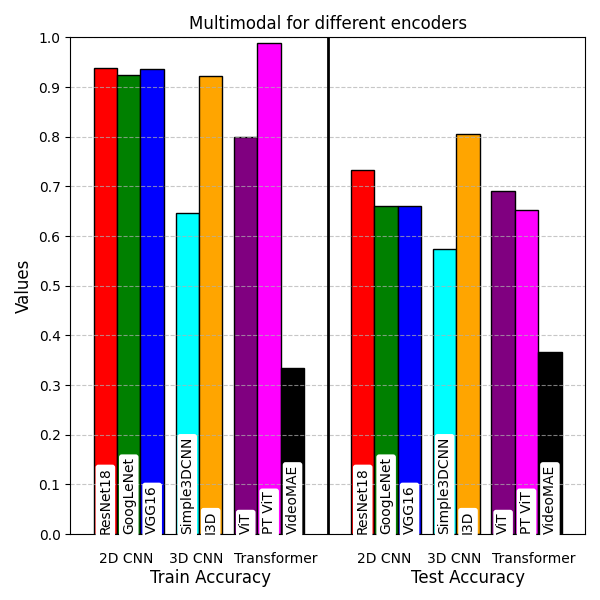 Multimodal for different encoders
Values
1.0
0.9
0.8
0.7
0.6
0.5
0.4
0.3
0.2
0.1
0.0
ResNet18
GoogLeNet
VGG16
Simple3DCNN
I3D
ViT
PT ViT
VideoMAE
ResNet18
GoogLeNet
VGG16
Simple3DCNN
I3D
ViT
PT ViT
VideoMAE
2D CNN 3D CNN Transformer 2D CNN 3D CNN Transformer
Train Accuracy Test Accuracy